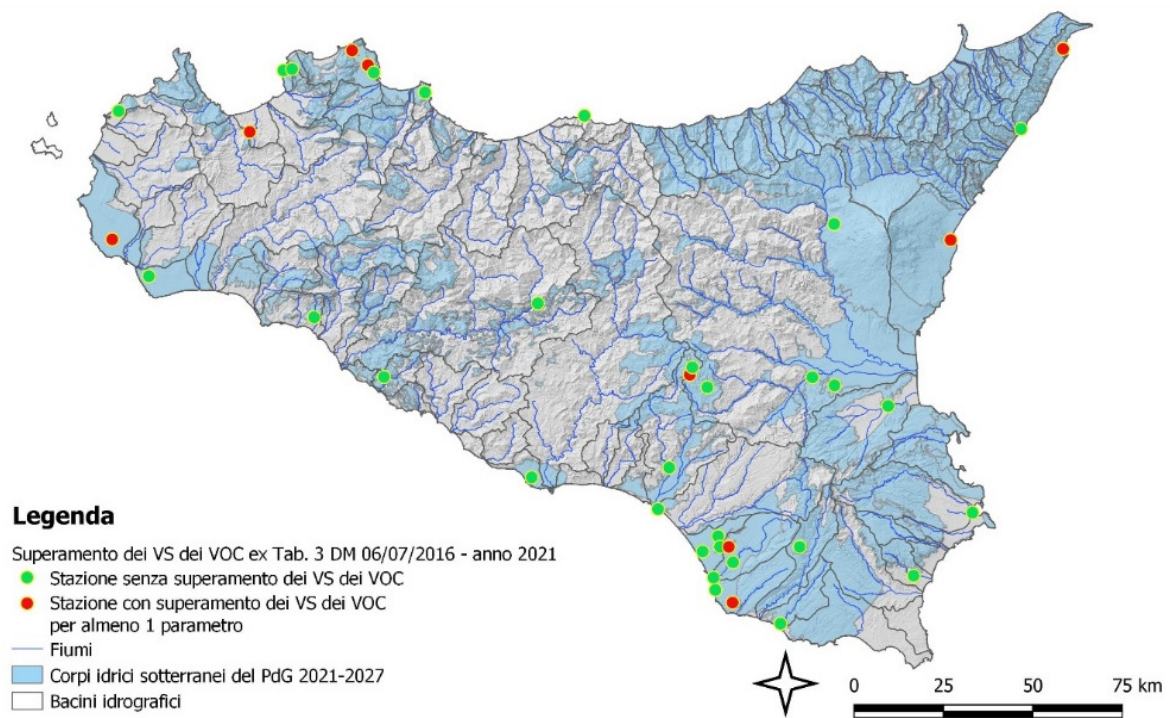 Legenda
Superamento dei VS dei VOC ex Tab. 3 DM 06/07/2016 - anno 2021
Stazione senza superamento dei VS dei VOC
Stazione con superamento dei VS dei VOC
per almeno 1 parametro
Fiumi
Corpi idrici sotterranei del PdG 2021-2027
Bacini idrografici
0 25 50 75 km